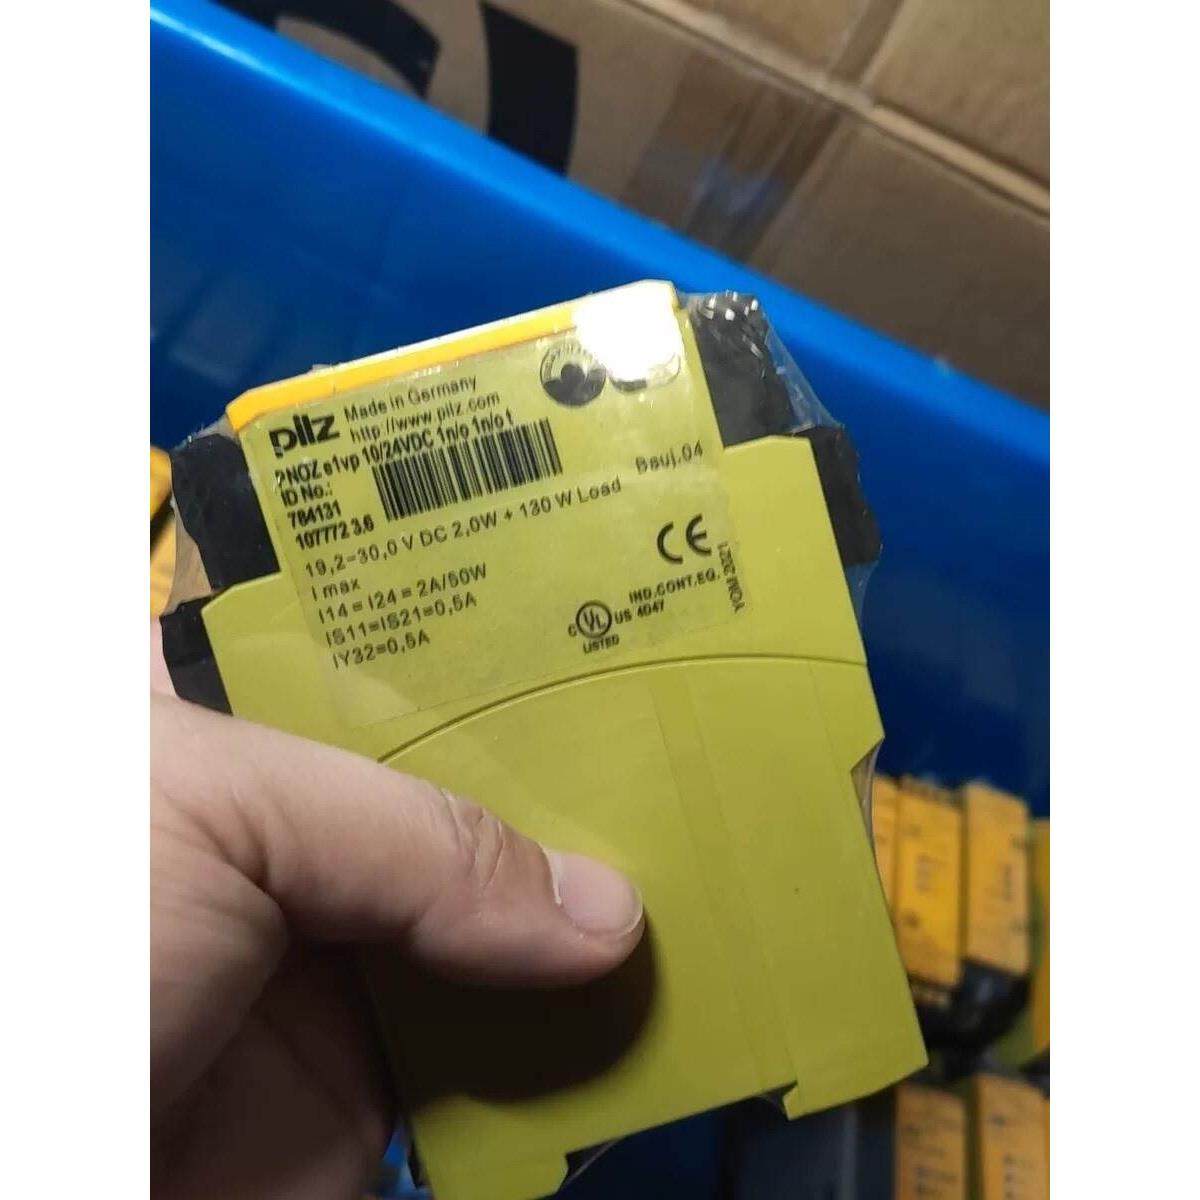 pilz Made in Germany
http://www.pilz.com
PNOZ e1vp 10/24VDC 1n/o 1n/o t
ID No.:
784131
107772 3.6
19,2-30,0 V DC 2,0W + 130 W Load
Bauj.04
I max
I14 = I24 = 2A/50W
IS11=IS21=0,5A
IY32=0,5A
CE
C UL US
LISTED
IND.CONT.EQ.
4D47